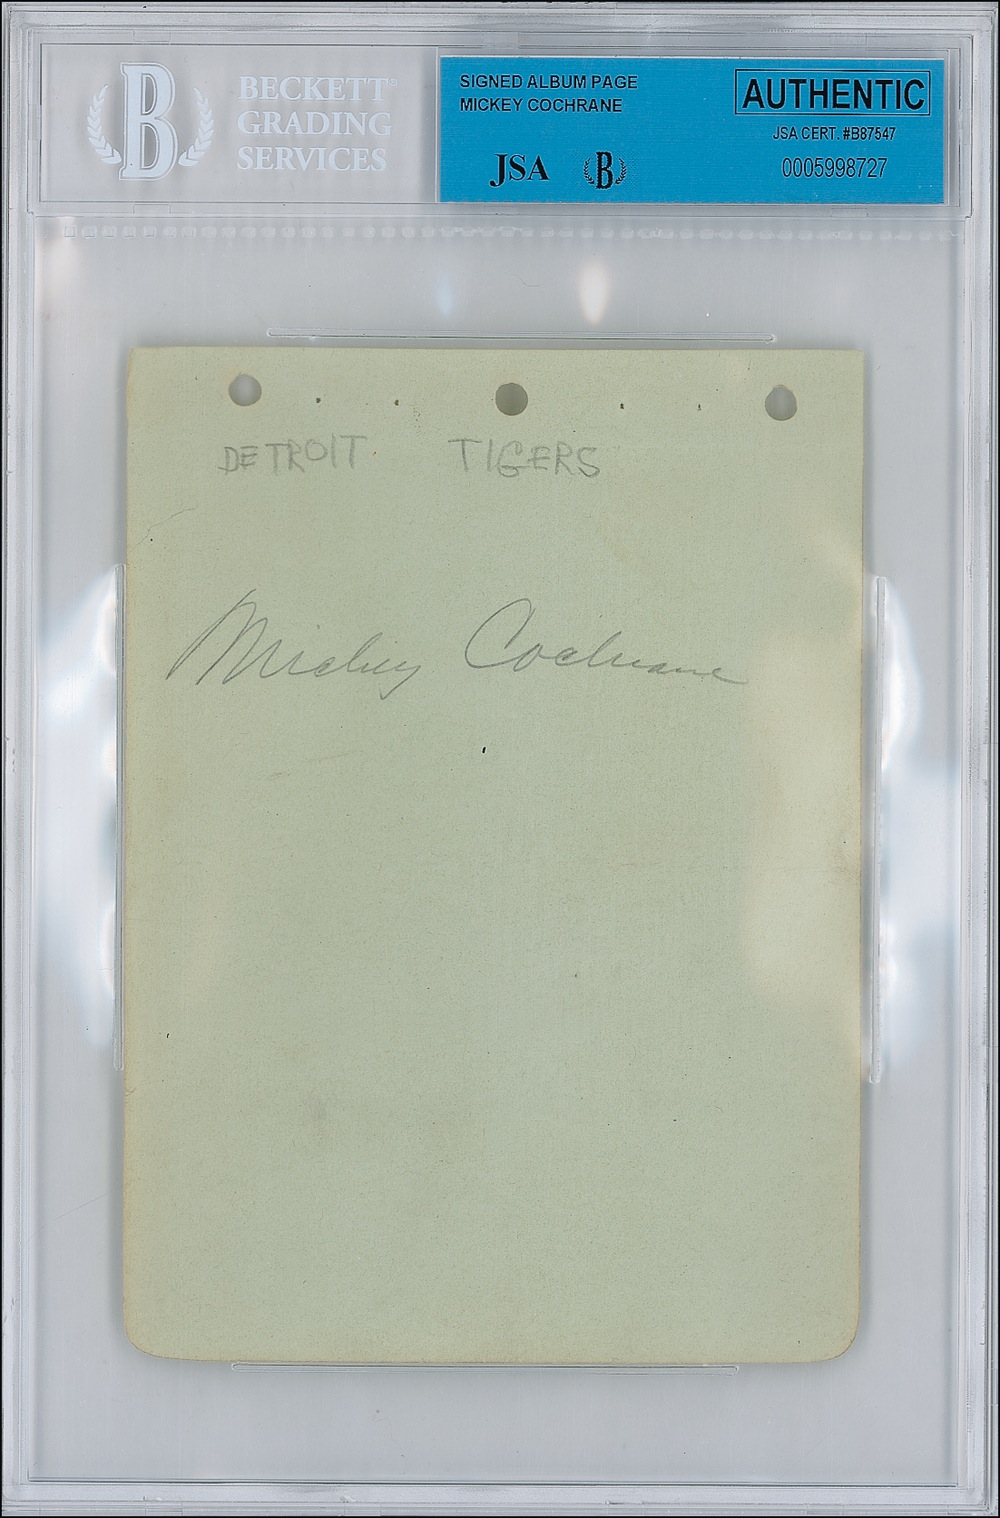 BECKETT®
GRADING
SERVICES
B
SIGNED ALBUM PAGE
MICKEY COCHRANE
AUTHENTIC
JSA CERT. #B87547
0005998727
JSA B
DETROIT TIGERS
Mickey Cochrane